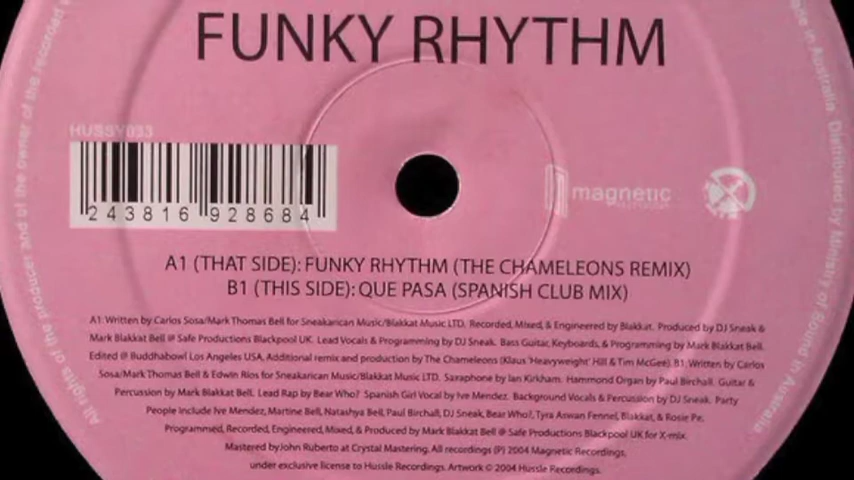 FUNKY RHYTHM
HUSSY033
243816 928684
magnetic
A1 (THAT SIDE): FUNKY RHYTHM (THE CHAMELEONS REMIX)
B1 (THIS SIDE): QUE PASA (SPANISH CLUB MIX)
A1 Written by Carlos Sosa/Mark Thomas Bell for Sneakarican Music/Blakkat Music LTD. Recorded, Mixed, & Engineered by Blakkat. Produced by DJ Sneak &
Mark Blakkat Bell @ Safe Productions Blackpool UK. Lead Vocals & Programming by DJ Sneak. Bass Guitar, Keyboards, & Programming by Mark Blakkat Bell.
Edited @ Buddhabowl Los Angeles USA. Additional remix and production by The Chameleons (Klaus 'Heavyweight' Hill & Tim McGee). B1 Written by Carlos
Sosa/Mark Thomas Bell & Edwin Rios for Sneakarican Music/Blakkat Music LTD. Saxaphone by Ian Kirkham. Hammond Organ by Paul Birchall. Guitar &
Percussion by Mark Blakkat Bell. Lead Rap by Bear Who? Spanish Girl Vocal by Ive Mendez. Background Vocals & Percussion by DJ Sneak. Party
People Include Ive Mendez, Martine Bell, Natashya Bell, Paul Birchall, DJ Sneak, Bear Who?, Tyra Aswan Fennel, Blakkat, & Rosie Pe.
Programmed, Recorded, Engineered, Mixed, & Produced by Mark Blakkat Bell @ Safe Productions Blackpool UK for X-mix.
Mastered by John Ruberto at Crystal Mastering. All recordings (P) 2004 Magnetic Recordings.
under exclusive license to Hussle Recordings. Artwork © 2004 Hussle Recordings.
All rights of the producer and of the owner of the recorded
in Australia Distributed by Ministry of Sound in Australia